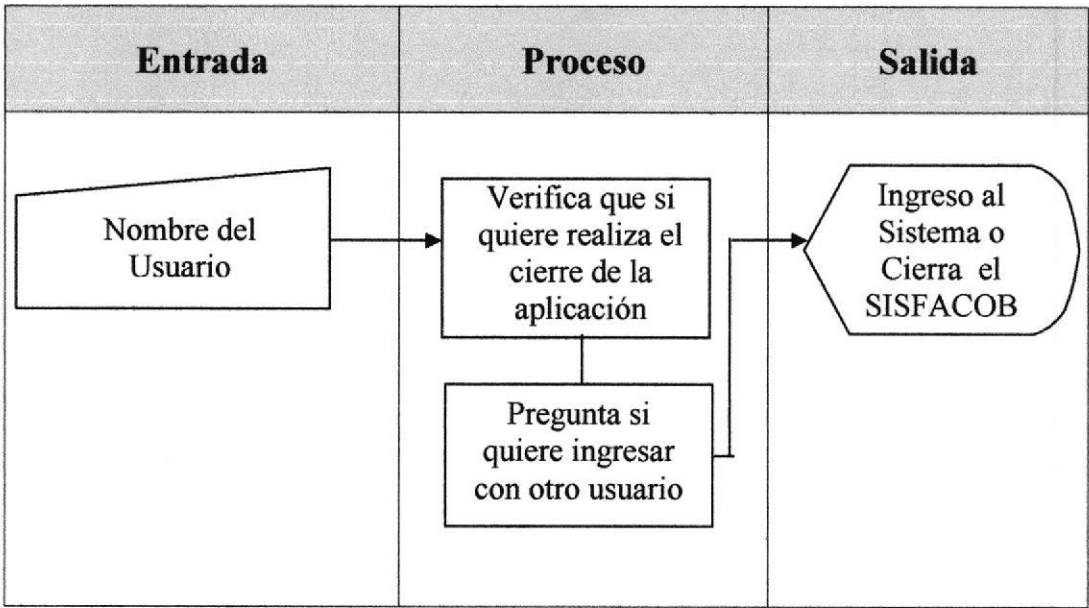 Entrada
Proceso
Salida
Nombre del
Usuario
Verifica que si
quiere realiza el
cierre de la
aplicación
Pregunta si
quiere ingresar
con otro usuario
Ingreso al
Sistema o
Cierra el
SISFACOB